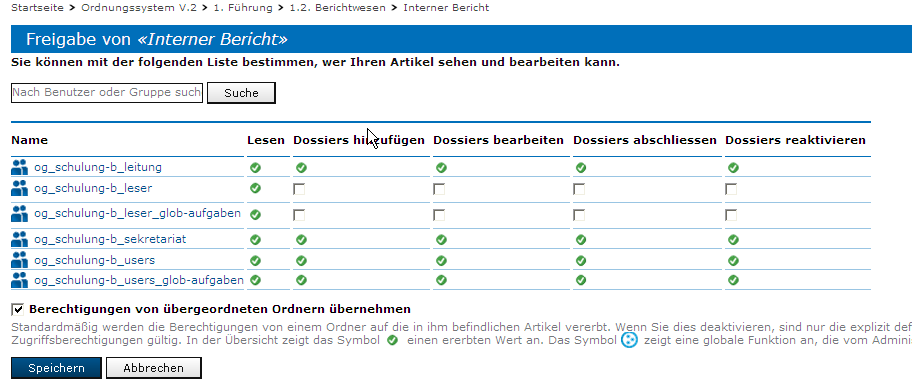 Startseite > Ordnungssystem V.2 > 1. Führung > 1.2. Berichtwesen > Interner Bericht
Freigabe von «Interner Bericht»
Sie können mit der folgenden Liste bestimmen, wer Ihren Artikel sehen und bearbeiten kann.
Nach Benutzer oder Gruppe such Suche
Name Lesen Dossiers hinzufügen Dossiers bearbeiten Dossiers abschliessen Dossiers reaktivieren
og_schulung-b_leitung
og_schulung-b_leser
og_schulung-b_leser_glob-aufgaben
og_schulung-b_sekretariat
og_schulung-b_users
og_schulung-b_users_glob-aufgaben
Berechtigungen von übergeordneten Ordnern übernehmen
Standardmäßig werden die Berechtigungen von einem Ordner auf die in ihm befindlichen Artikel vererbt. Wenn Sie dies deaktivieren, sind nur die explizit def
Zugriffsberechtigungen gültig. In der Übersicht zeigt das Symbol einen ererbten Wert an. Das Symbol zeigt eine globale Funktion an, die vom Adminis
Speichern Abbrechen